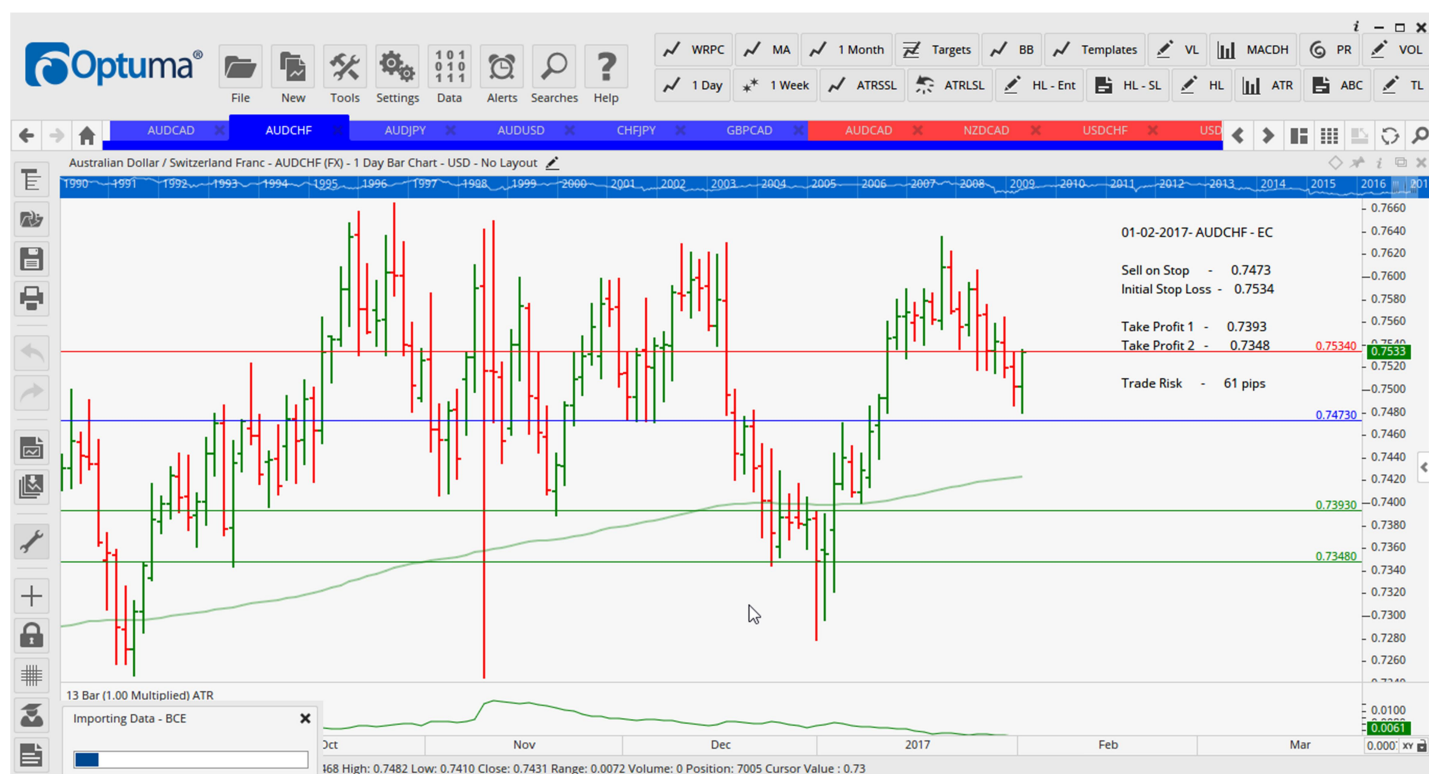 i
Optuma®
File
New
Tools
Settings
101
010
111
Data
Alerts
Searches
?
Help
WRPC
MA
1 Month
Targets
BB
Templates
VL
MACDH
PR
VOL
1 Day
1 Week
ATRSSL
ATRLSL
HL - Ent
HL - SL
HL
ATR
ABC
TL
AUDCAD
AUDCHF
AUDJPY
AUDUSD
CHFJPY
GBPCAD
AUDCAD
NZDCAD
USDCHF
USD
Australian Dollar / Switzerland Franc - AUDCHF (FX) - 1 Day Bar Chart - USD - No Layout
i
1990 1991 1992 1993 1994 1995 1996 1997 1998 1999 2000 2001 2002 2003 2004 2005 2006 2007 2008 2009 2010 2011 2012 2013 2014 2015 2016 201
0.7660
0.7640
0.7620
0.7600
0.7580
0.7560
0.7540
0.7533
0.7520
0.7500
0.7480
0.7460
0.7440
0.7420
0.7400
0.7380
0.7360
0.7340
0.7320
0.7300
0.7280
0.7260
01-02-2017- AUDCHF - EC
Sell on Stop - 0.7473
Initial Stop Loss - 0.7534
Take Profit 1 - 0.7393
Take Profit 2 - 0.7348
Trade Risk - 61 pips
0.75340
0.74730
0.73930
0.73480
13 Bar (1.00 Multiplied) ATR
0.0100
0.0061
Importing Data - BCE
Oct Nov Dec 2017 Feb Mar
0.000 XY
468 High: 0.7482 Low: 0.7410 Close: 0.7431 Range: 0.0072 Volume: 0 Position: 7005 Cursor Value : 0.73